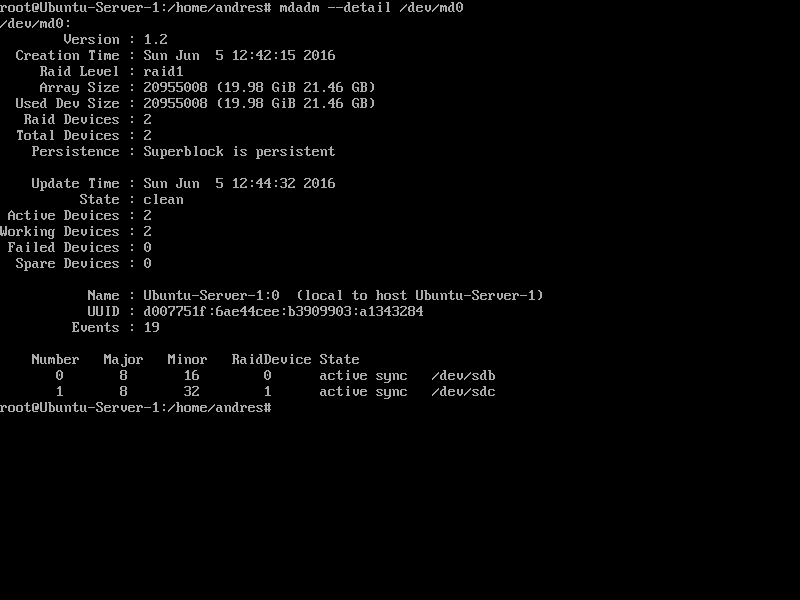 root@Ubuntu-Server-1:/home/andres# mdadm --detail /dev/md0
/dev/md0:
        Version : 1.2
  Creation Time : Sun Jun  5 12:42:15 2016
     Raid Level : raid1
     Array Size : 20955008 (19.98 GiB 21.46 GB)
  Used Dev Size : 20955008 (19.98 GiB 21.46 GB)
   Raid Devices : 2
  Total Devices : 2
    Persistence : Superblock is persistent

    Update Time : Sun Jun  5 12:44:32 2016
          State : clean
 Active Devices : 2
Working Devices : 2
 Failed Devices : 0
  Spare Devices : 0

           Name : Ubuntu-Server-1:0  (local to host Ubuntu-Server-1)
           UUID : d007751f:6ae44cee:b3909903:a1343284
         Events : 19

    Number   Major   Minor   RaidDevice State
       0       8       16        0      active sync   /dev/sdb
       1       8       32        1      active sync   /dev/sdc
root@Ubuntu-Server-1:/home/andres#